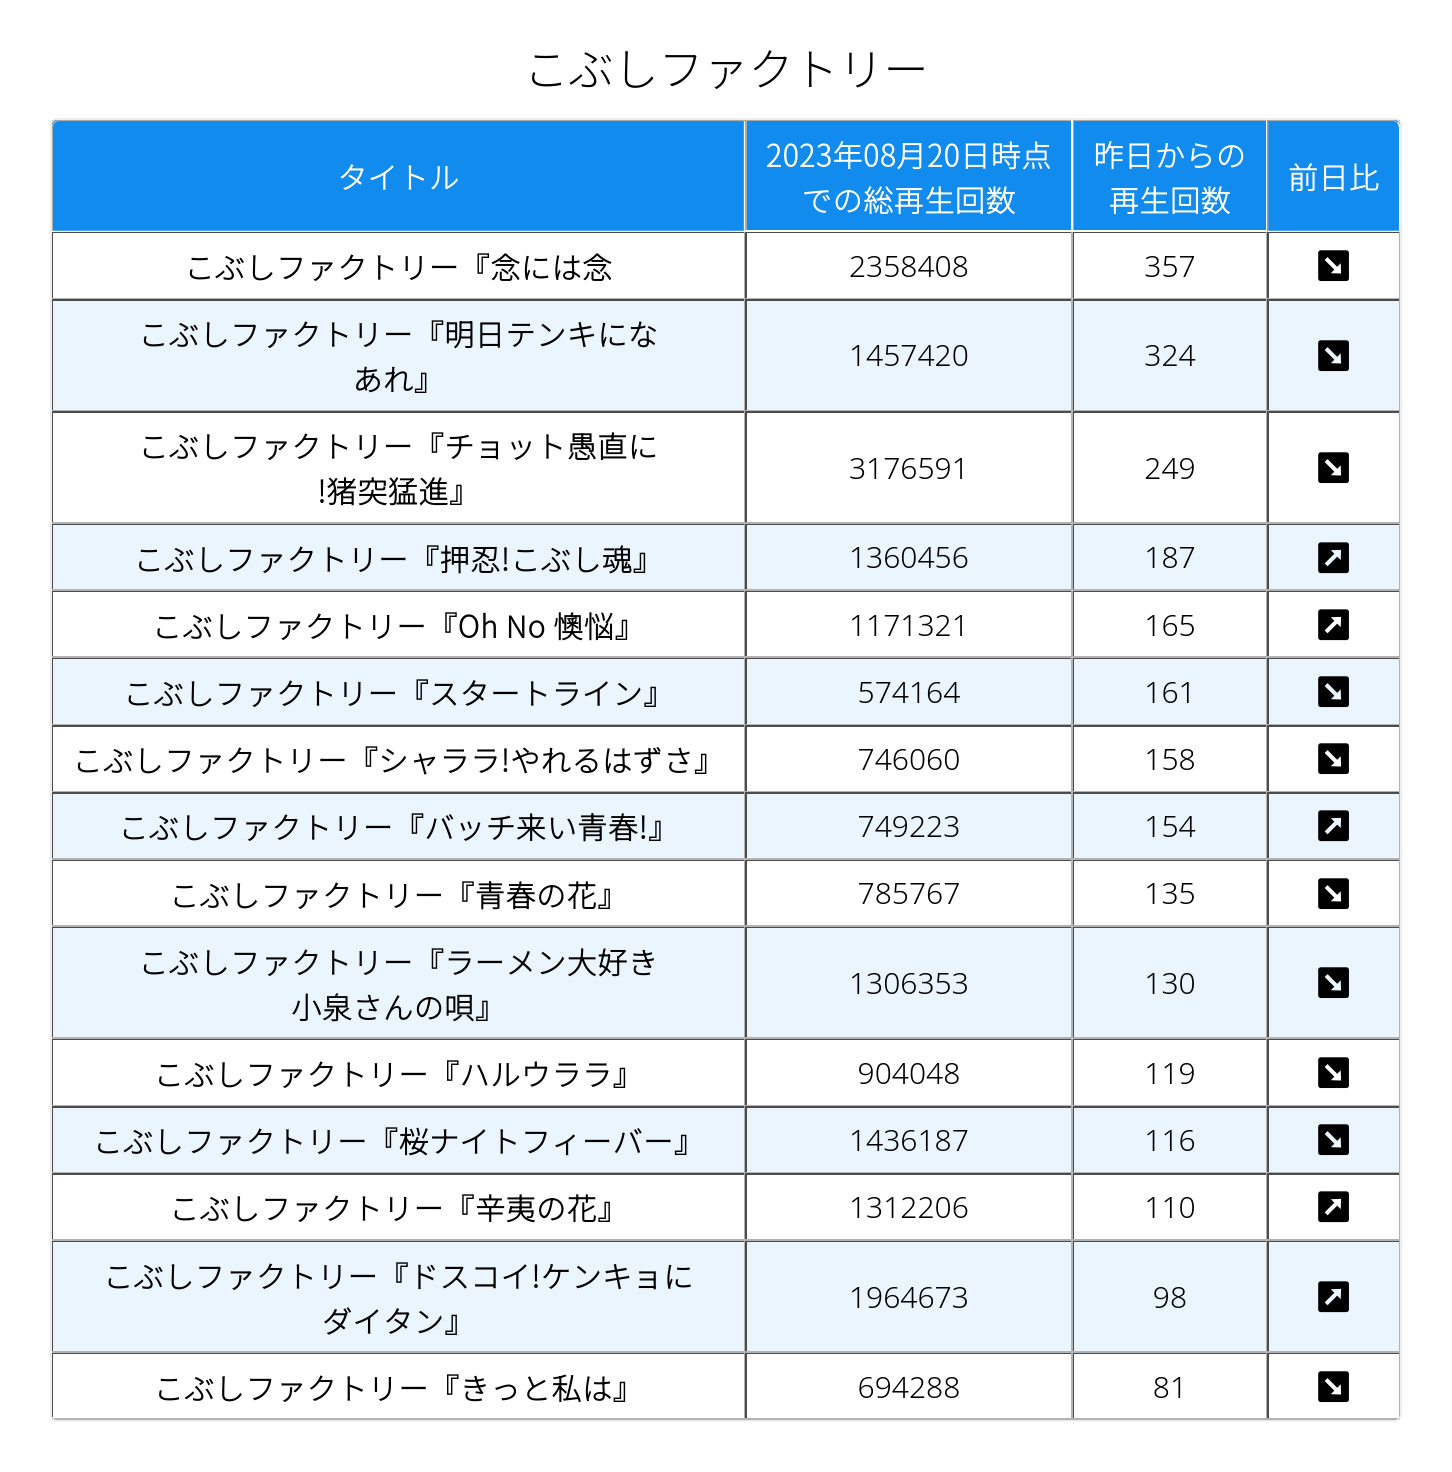 こぶしファクトリー
タイトル
2023年08月20日時点
での総再生回数
昨日からの
再生回数
前日比
こぶしファクトリー『念には念
2358408
357
こぶしファクトリー『明日テンキにな
あれ』
1457420
324
こぶしファクトリー『チョット愚直に
!猪突猛進』
3176591
249
こぶしファクトリー『押忍!こぶし魂』
1360456
187
こぶしファクトリー『Oh No 懊悩』
1171321
165
こぶしファクトリー『スタートライン』
574164
161
こぶしファクトリー『シャララ!やれるはずさ』
746060
158
こぶしファクトリー『バッチ来い青春!』
749223
154
こぶしファクトリー『青春の花』
785767
135
こぶしファクトリー『ラーメン大好き
小泉さんの唄』
1306353
130
こぶしファクトリー『ハルウララ』
904048
119
こぶしファクトリー『桜ナイトフィーバー』
1436187
116
こぶしファクトリー『辛夷の花』
1312206
110
こぶしファクトリー『ドスコイ!ケンキョに
ダイタン』
1964673
98
こぶしファクトリー『きっと私は』
694288
81